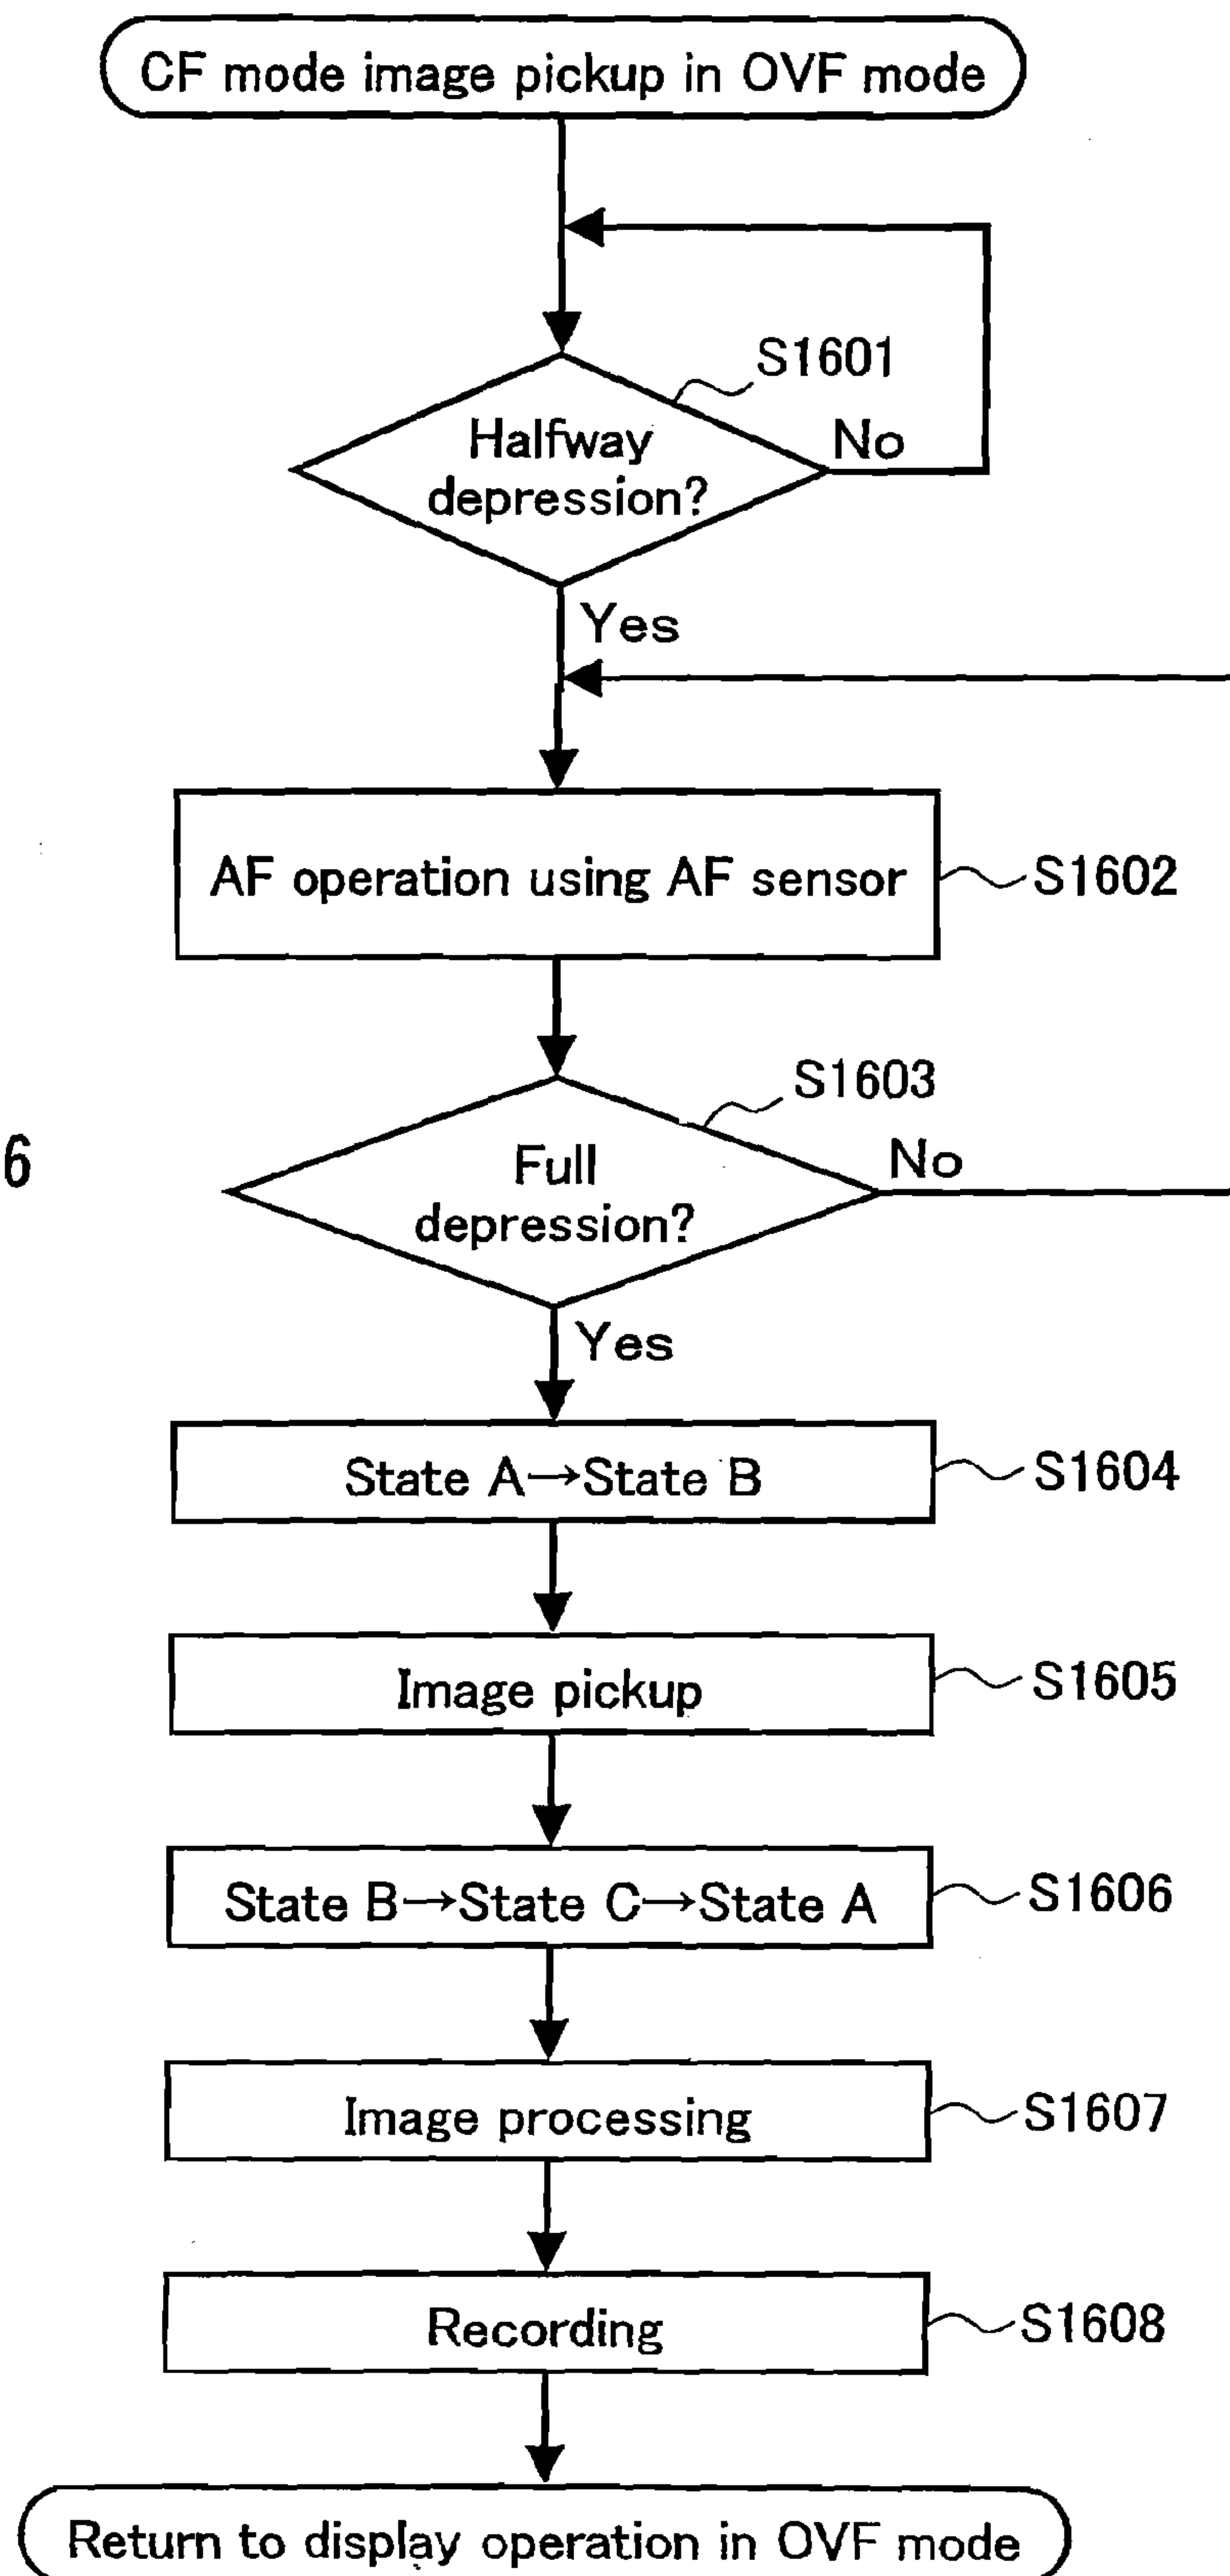 CF mode image pickup in OVF mode
S1601
Halfway
depression?
No
Yes
AF operation using AF sensor
S1602
S1603
6
Full
depression?
No
Yes
State A→State B
S1604
Image pickup
S1605
State B→State C→State A
S1606
Image processing
S1607
Recording
S1608
Return to display operation in OVF mode